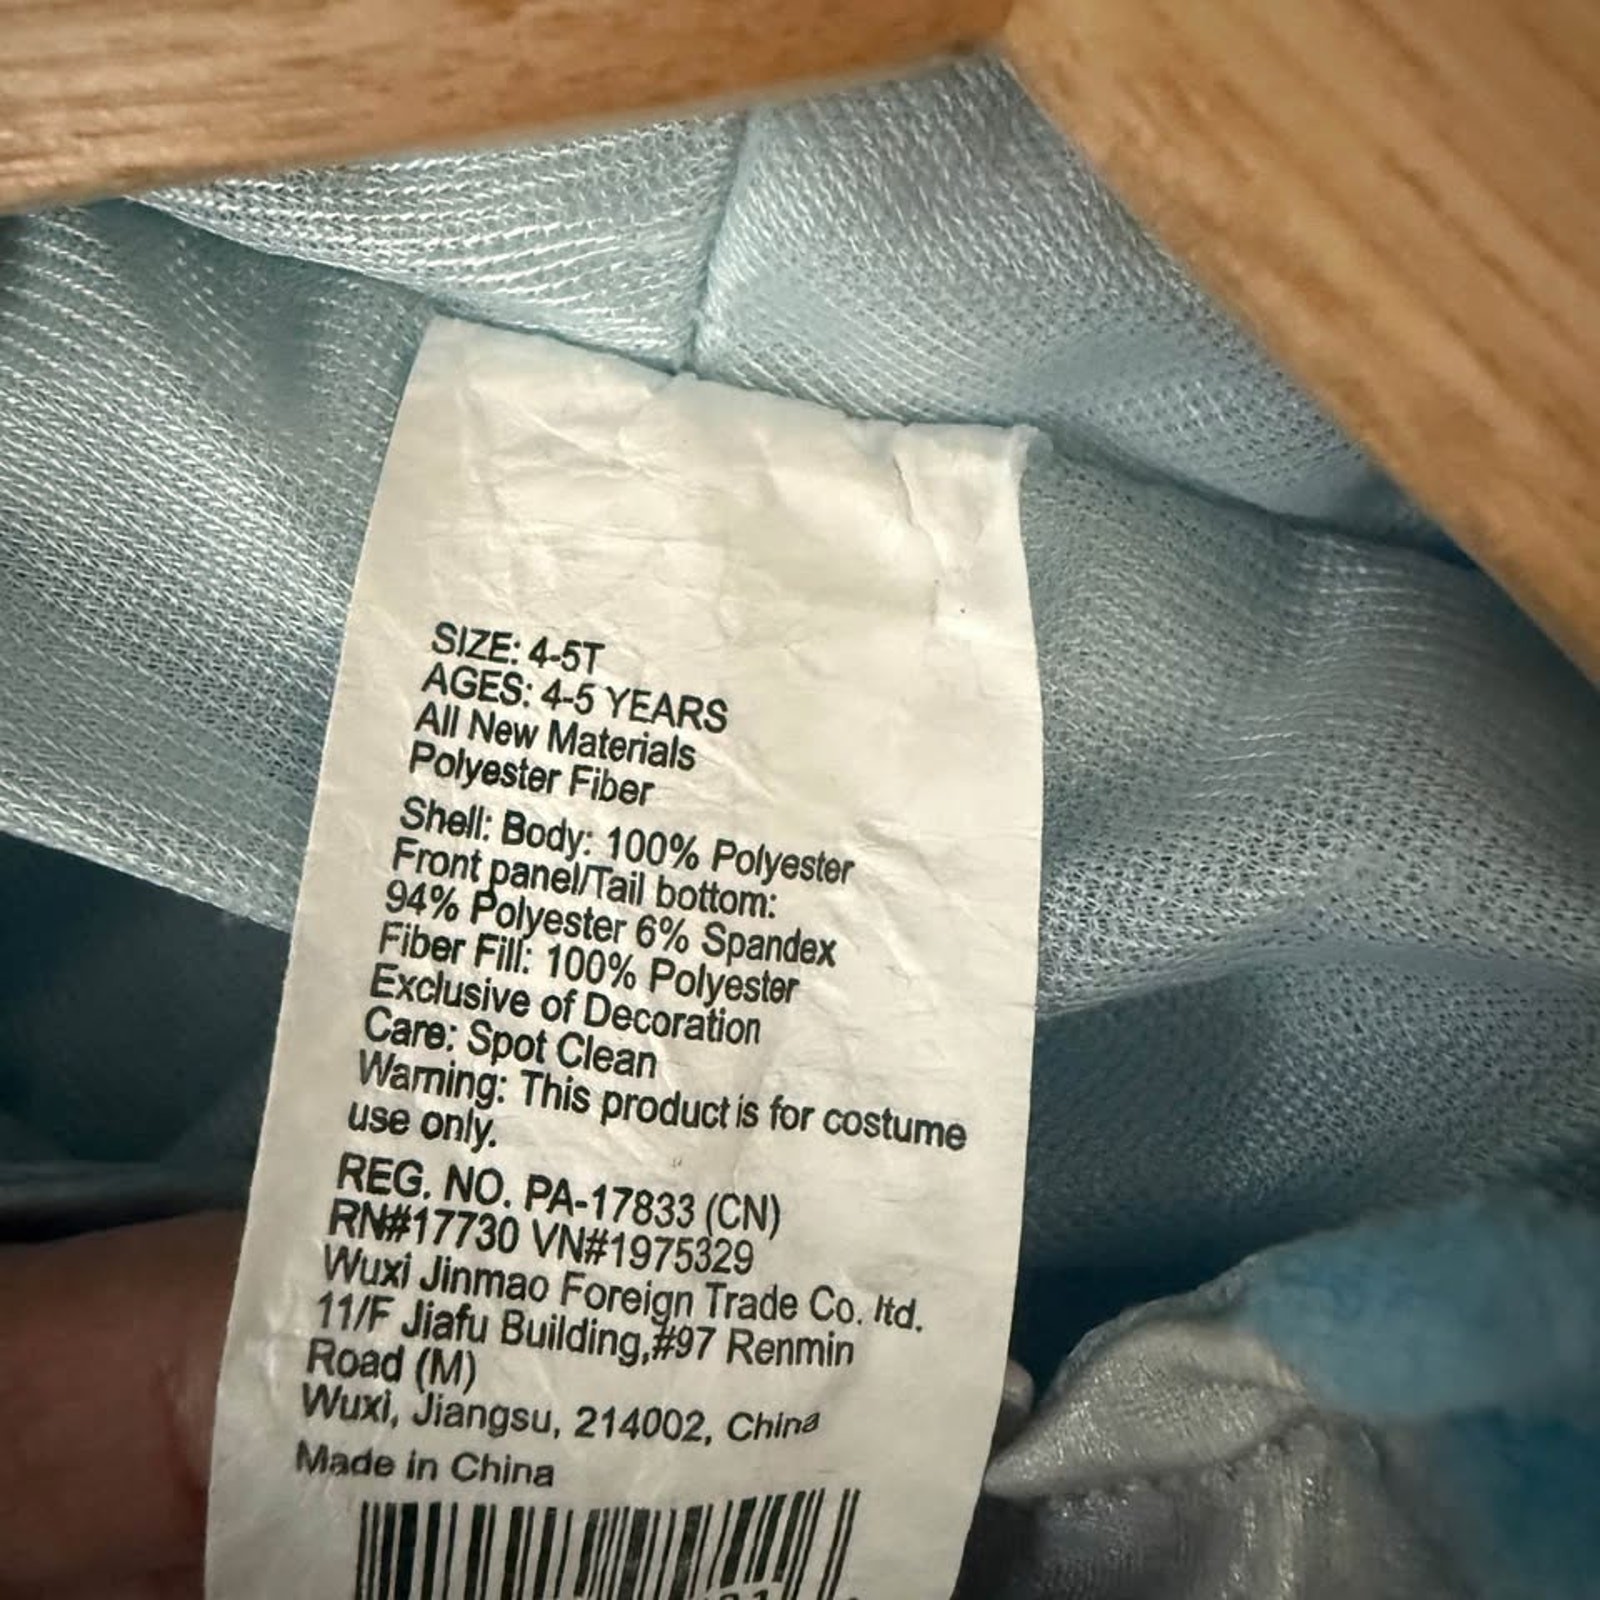 SIZE: 4-5T
AGES: 4-5 YEARS
All New Materials
Polyester Fiber
Shell: Body: 100% Polyester
Front panel/Tail bottom:
94% Polyester 6% Spandex
Fiber Fill: 100% Polyester
Exclusive of Decoration
Care: Spot Clean
Warning: This product is for costume
use only.
REG. NO. PA-17833 (CN)
RN#17730 VN#1975329
Wuxi Jinmao Foreign Trade Co. ltd.
11/F Jiafu Building,#97 Renmin
Road (M)
Wuxi, Jiangsu, 214002, China
Made in China